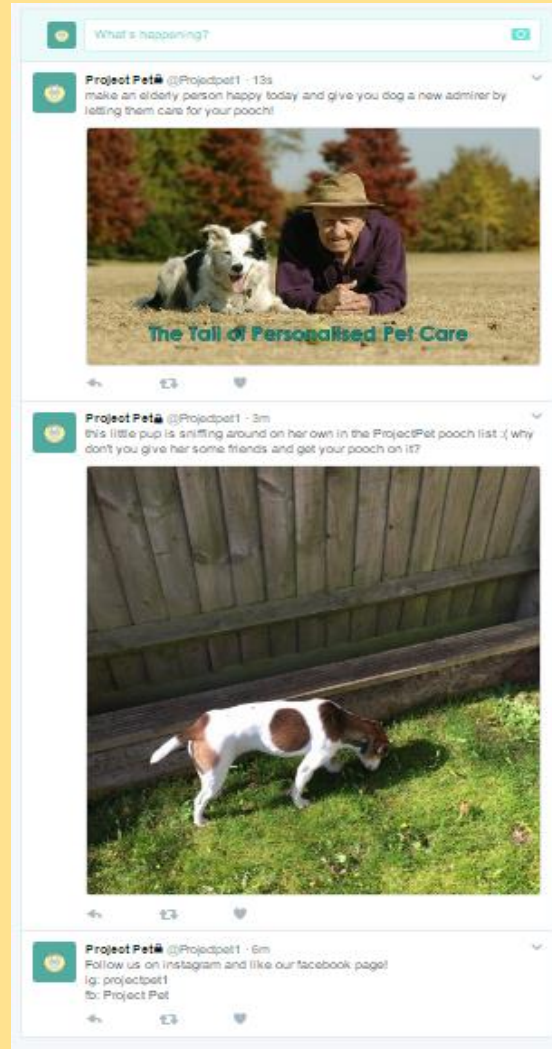 What's happening?
Project Pet @Projectpet1 · 13s
make an elderly person happy today and give you dog a new admirer by
letting them care for your pooch!
The Tail of Personalised Pet Care
Project Pet @Projectpet1 · 3m
this little pup is sniffing around on her own in the ProjectPet pooch list :( why
don't you give her some friends and get your pooch on it?
Project Pet @Projectpet1 · 6m
Follow us on instagram and like our facebook page!
ig: projectpet1
fb: Project Pet